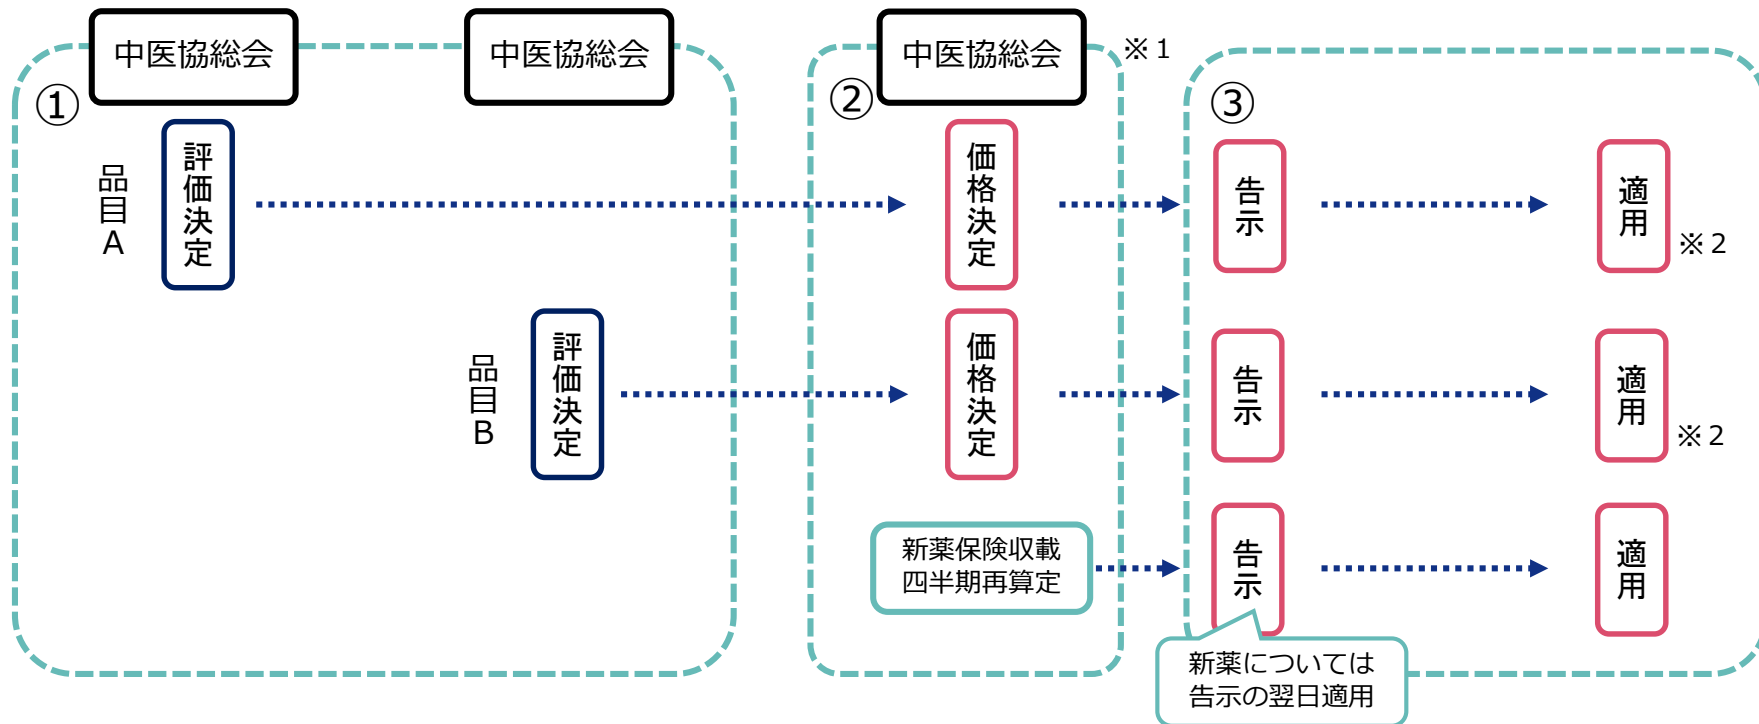 中医協総会
中医協総会
中医協総会
※1
①
②
③
品目A
評価決定
価格決定
告示
適用
※2
品目B
評価決定
価格決定
告示
適用
※2
新薬保険収載
四半期再算定
告示
適用
新薬については
告示の翌日適用